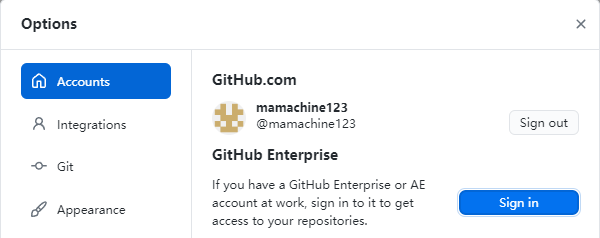 Options
Accounts
Integrations
Git
Appearance
GitHub.com
mamachine123
@mamachine123
Sign out
GitHub Enterprise
If you have a GitHub Enterprise or AE
account at work, sign in to it to get
access to your repositories.
Sign in